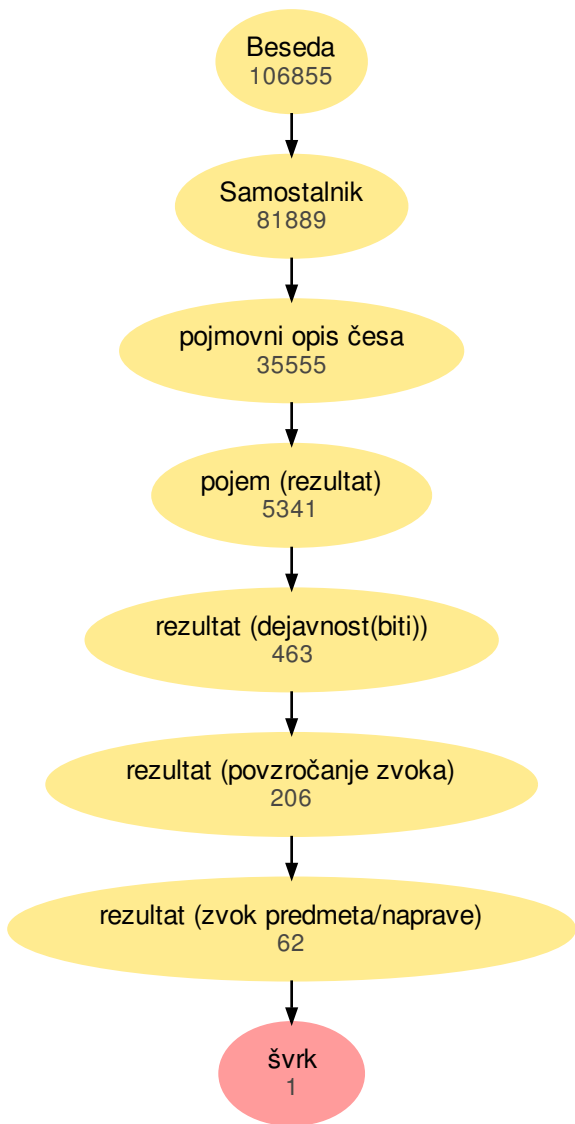 Beseda
106855
Samostalnik
81889
pojmovni opis česa
35555
pojem (rezultat)
5341
rezultat (dejavnost(biti))
463
rezultat (povzročanje zvoka)
206
rezultat (zvok predmeta/naprave)
62
švrk
1